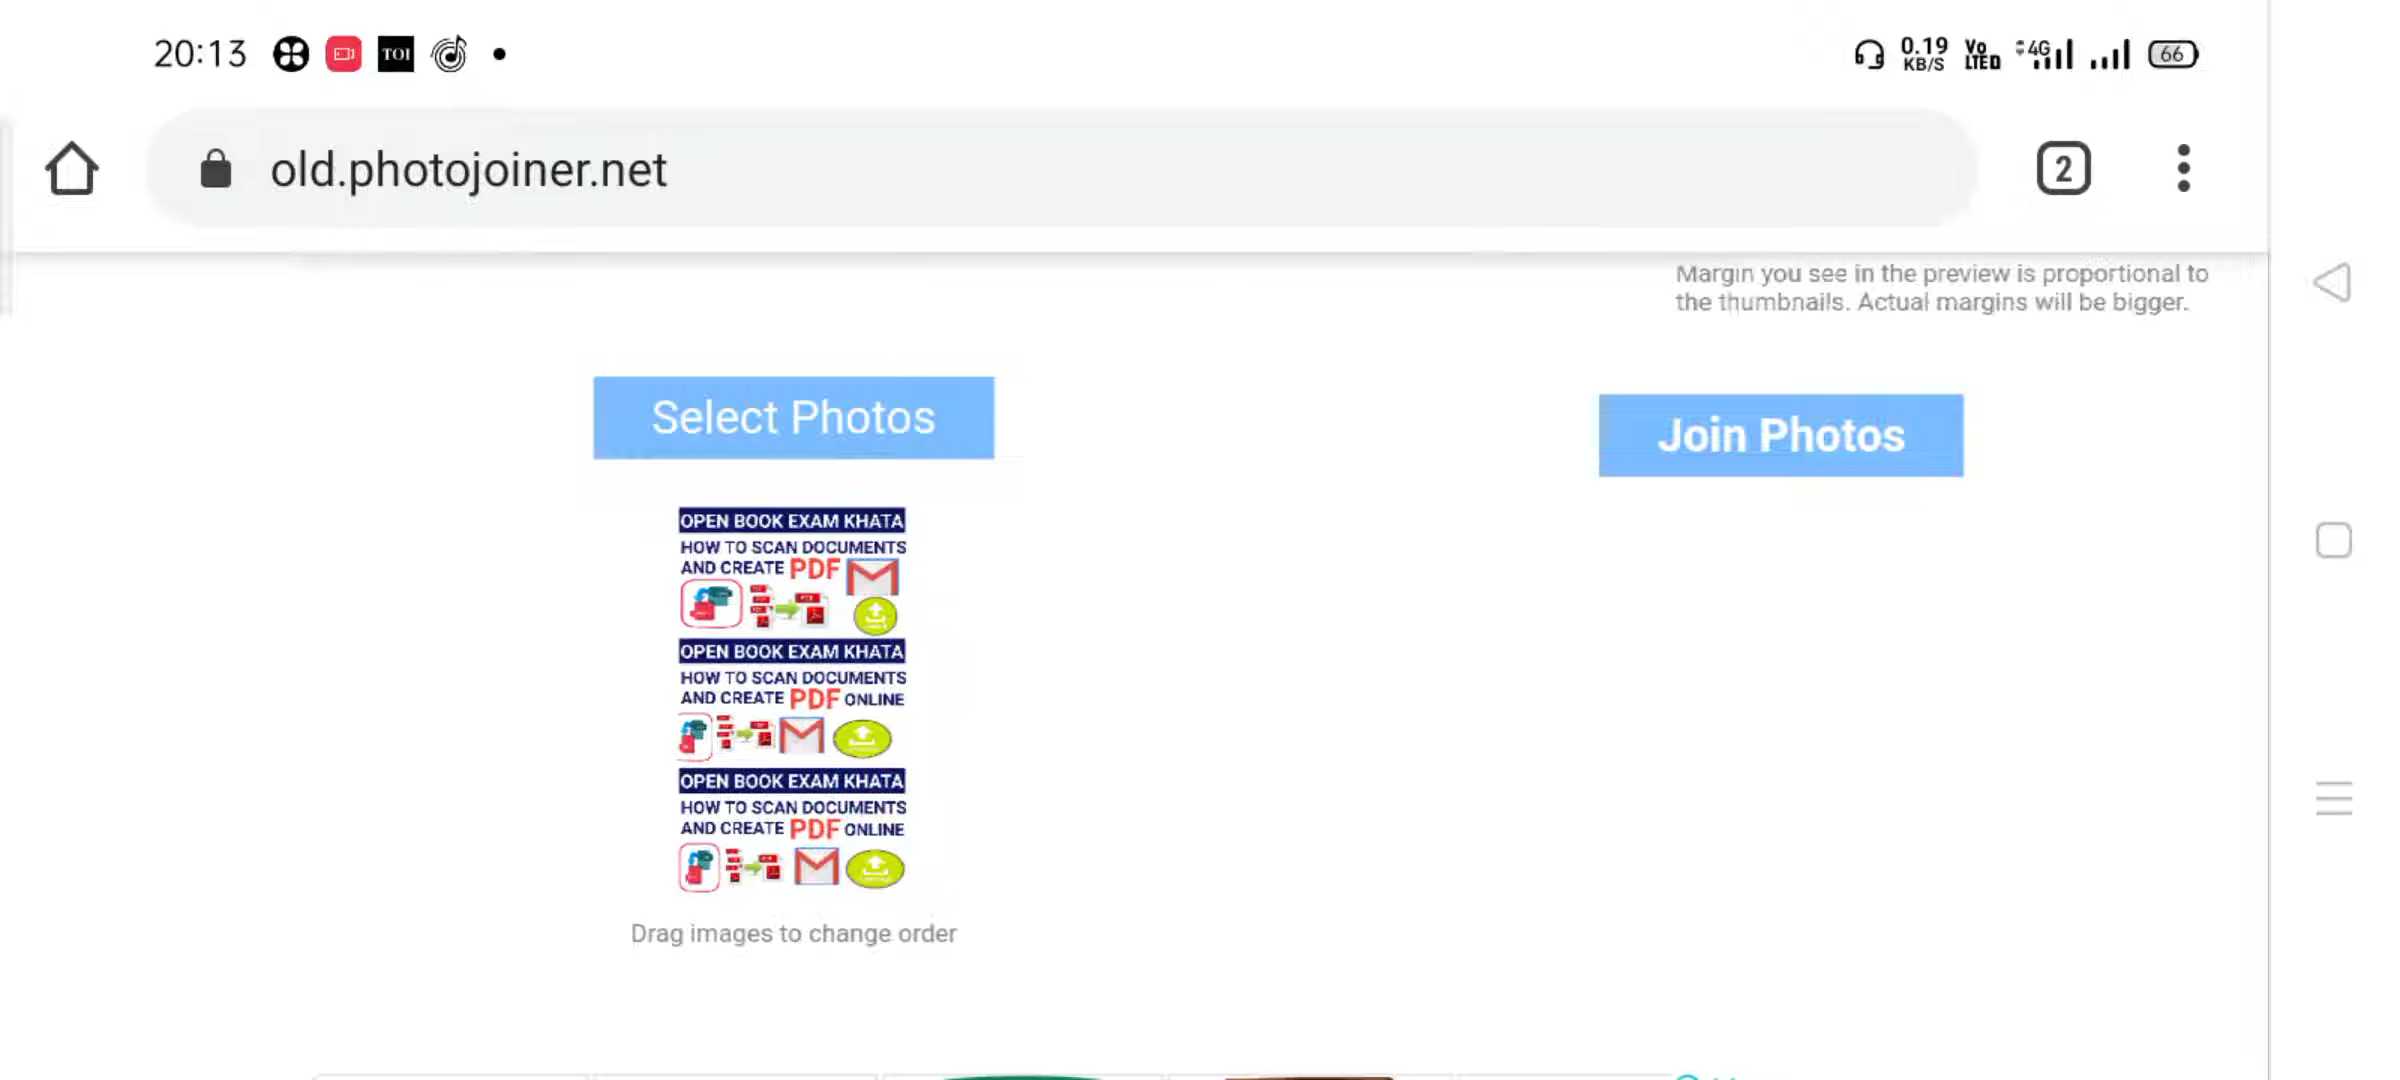 20:13 TOI 0.19 KB/S Vo LTED 4G 66
old.photojoiner.net 2
Margin you see in the preview is proportional to
the thumbnails. Actual margins will be bigger.
Select Photos
Join Photos
OPEN BOOK EXAM KHATA
HOW TO SCAN DOCUMENTS
AND CREATE PDF
OPEN BOOK EXAM KHATA
HOW TO SCAN DOCUMENTS
AND CREATE PDF ONLINE
OPEN BOOK EXAM KHATA
HOW TO SCAN DOCUMENTS
AND CREATE PDF ONLINE
Drag images to change order